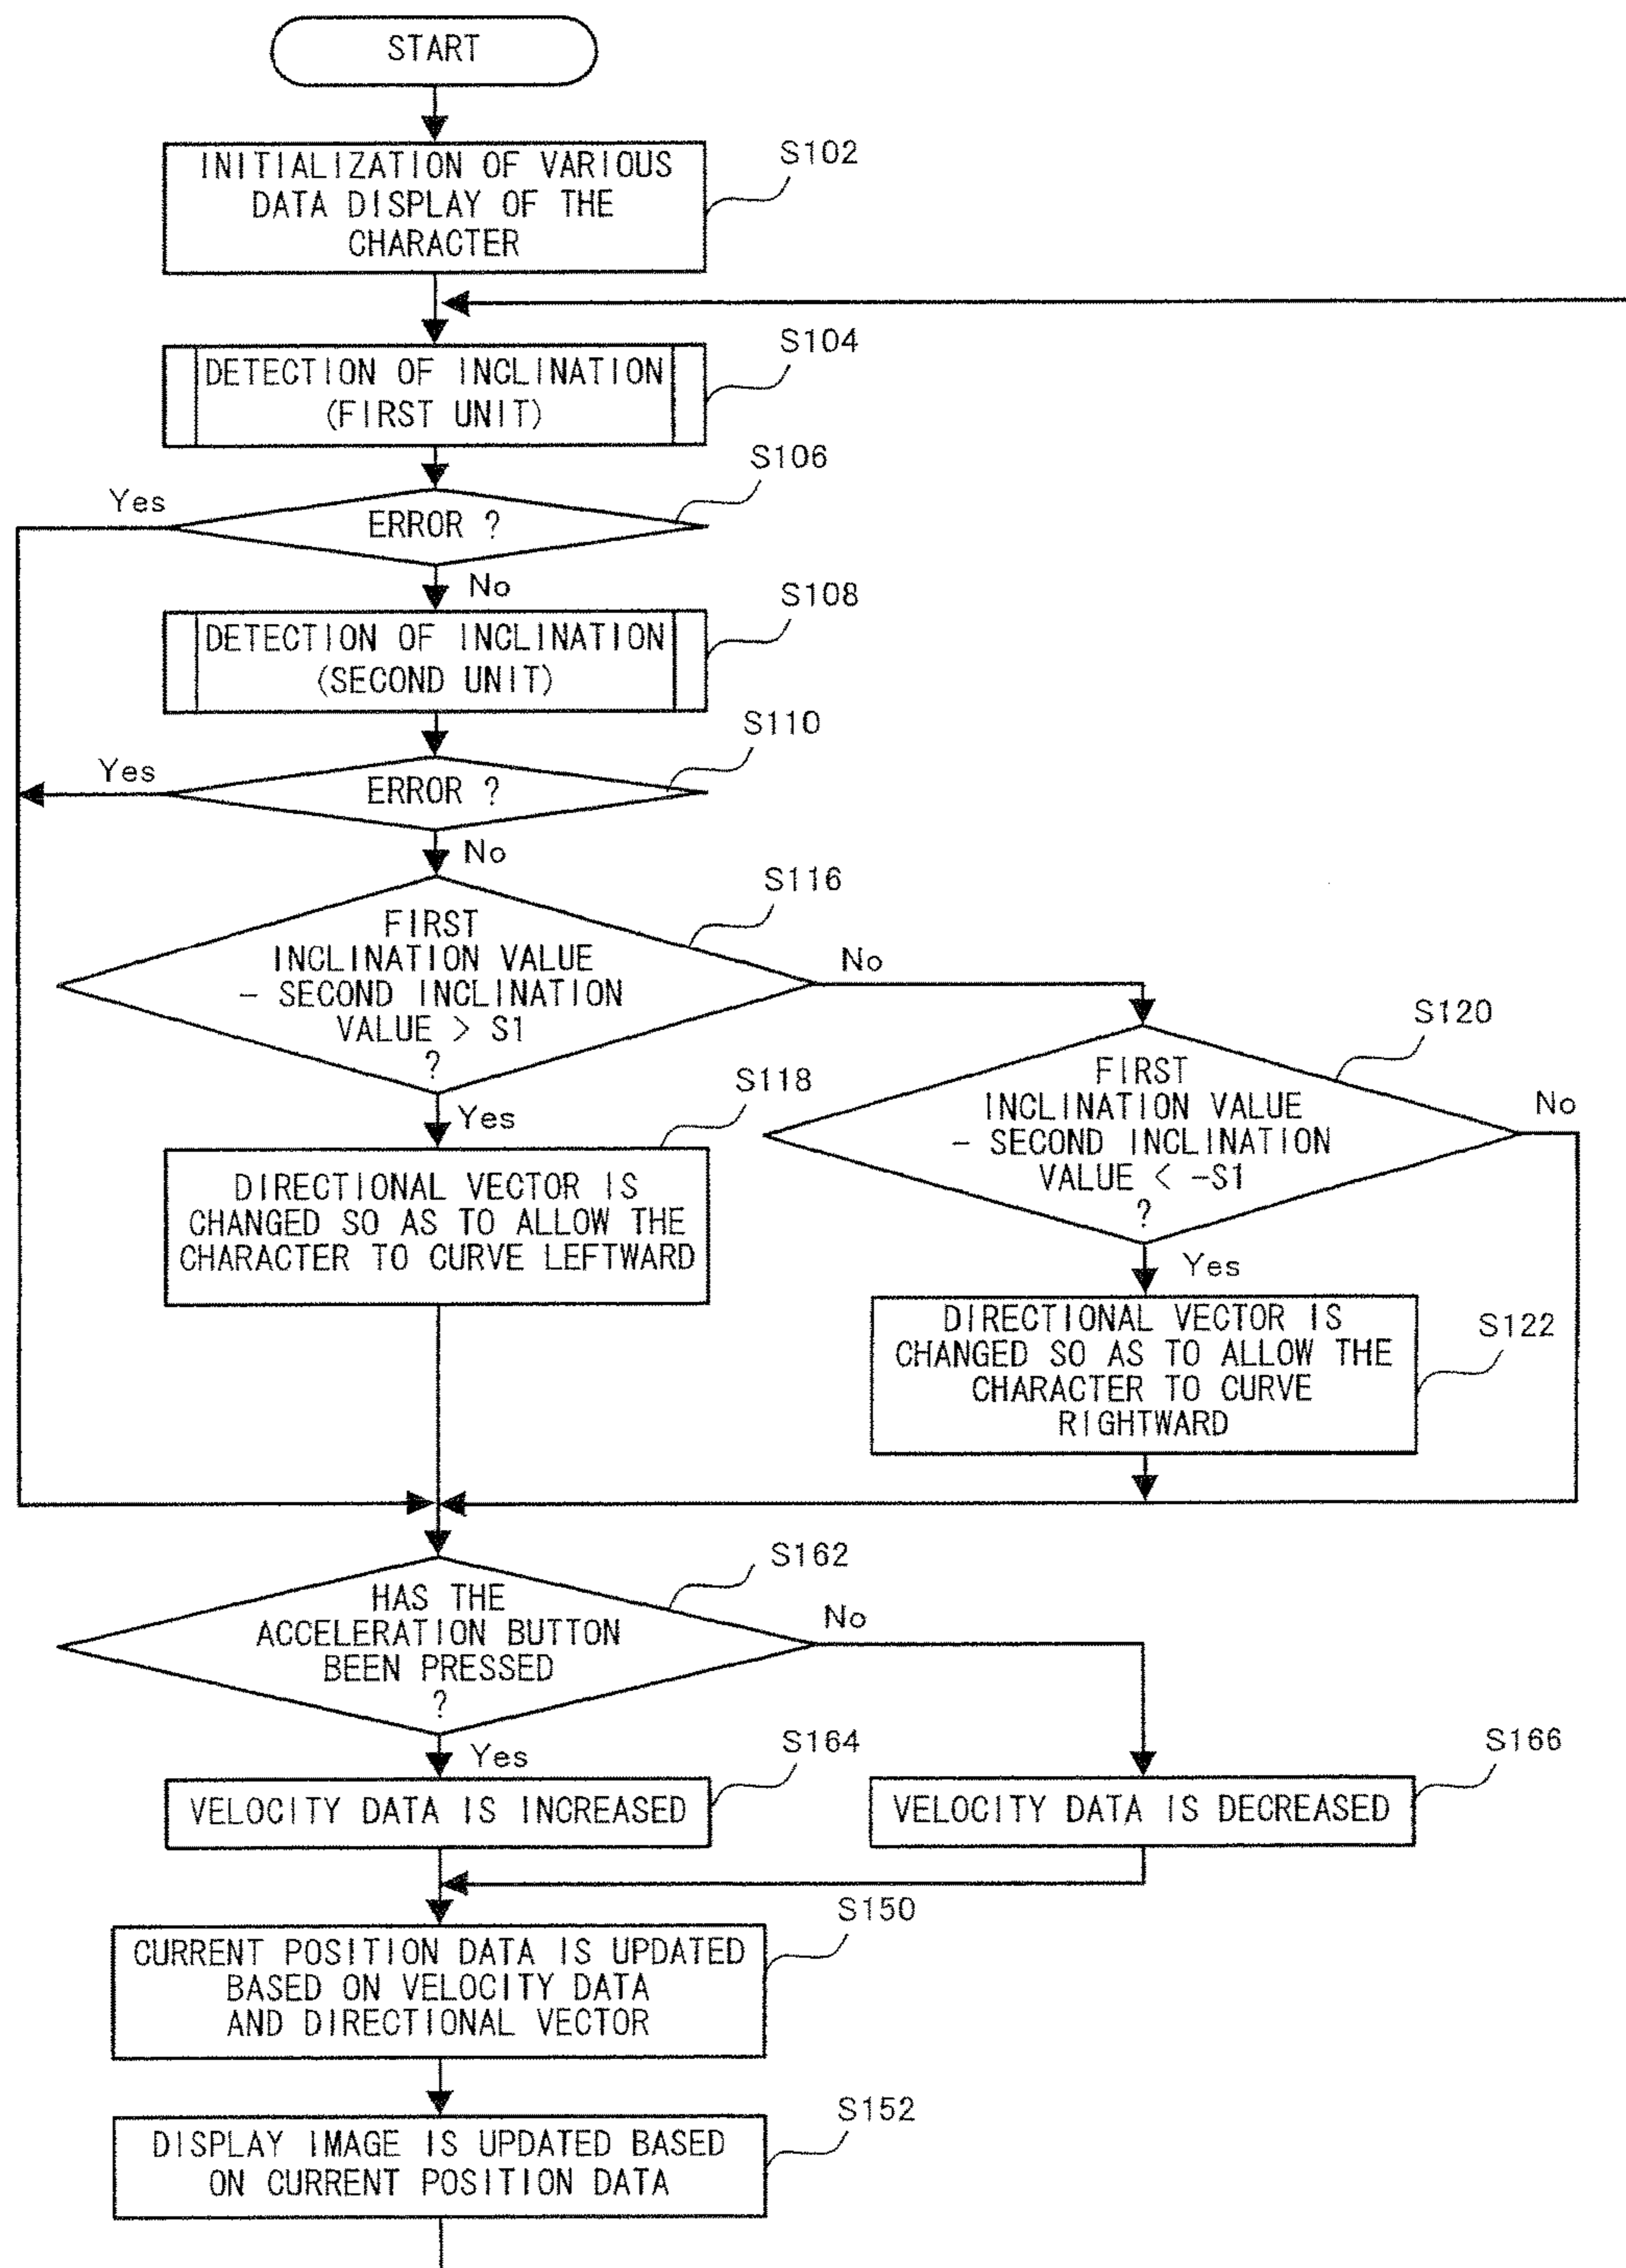 START
INITIALIZATION OF VARIOUS
DATA DISPLAY OF THE
CHARACTER
S102
DETECTION OF INCLINATION
(FIRST UNIT)
S104
ERROR ?
S106
Yes
No
DETECTION OF INCLINATION
(SECOND UNIT)
S108
ERROR ?
S110
Yes
No
FIRST
INCLINATION VALUE
- SECOND INCLINATION
VALUE > S1
?
S116
No
Yes
DIRECTIONAL VECTOR IS
CHANGED SO AS TO ALLOW THE
CHARACTER TO CURVE LEFTWARD
S118
FIRST
INCLINATION VALUE
- SECOND INCLINATION
VALUE < -S1
?
S120
No
Yes
DIRECTIONAL VECTOR IS
CHANGED SO AS TO ALLOW THE
CHARACTER TO CURVE
RIGHTWARD
S122
HAS THE
ACCELERATION BUTTON
BEEN PRESSED
?
S162
No
Yes
VELOCITY DATA IS INCREASED
S164
VELOCITY DATA IS DECREASED
S166
CURRENT POSITION DATA IS UPDATED
BASED ON VELOCITY DATA
AND DIRECTIONAL VECTOR
S150
DISPLAY IMAGE IS UPDATED BASED
ON CURRENT POSITION DATA
S152